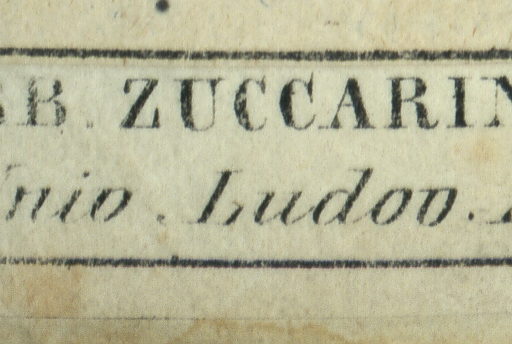 B. ZUCCARIN
nio. Ludov.